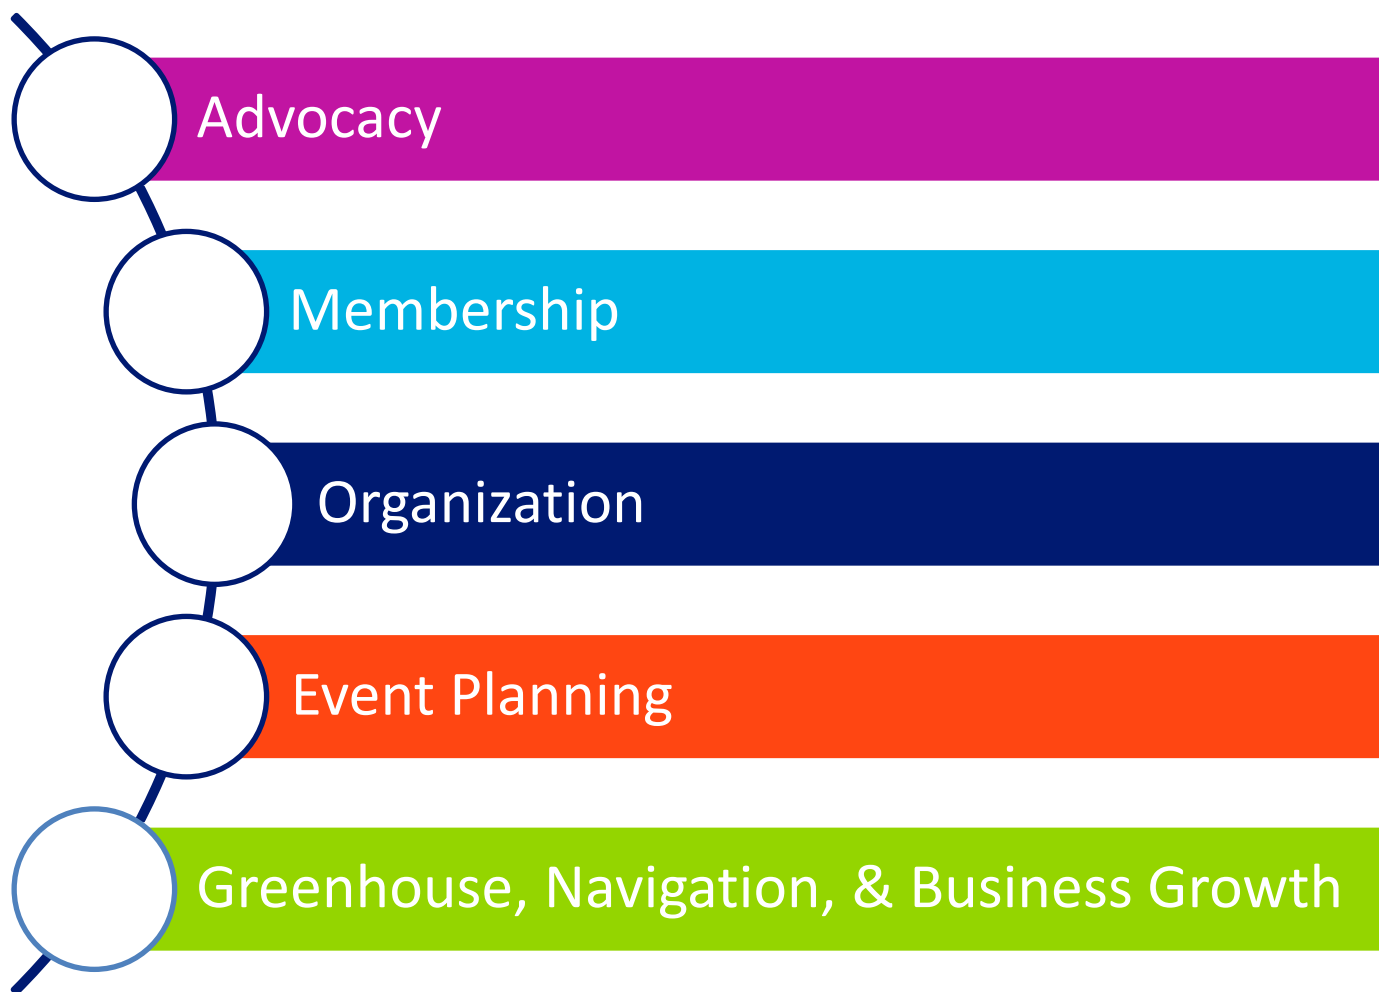 Advocacy
Membership
Organization
Event Planning
Greenhouse, Navigation, & Business Growth